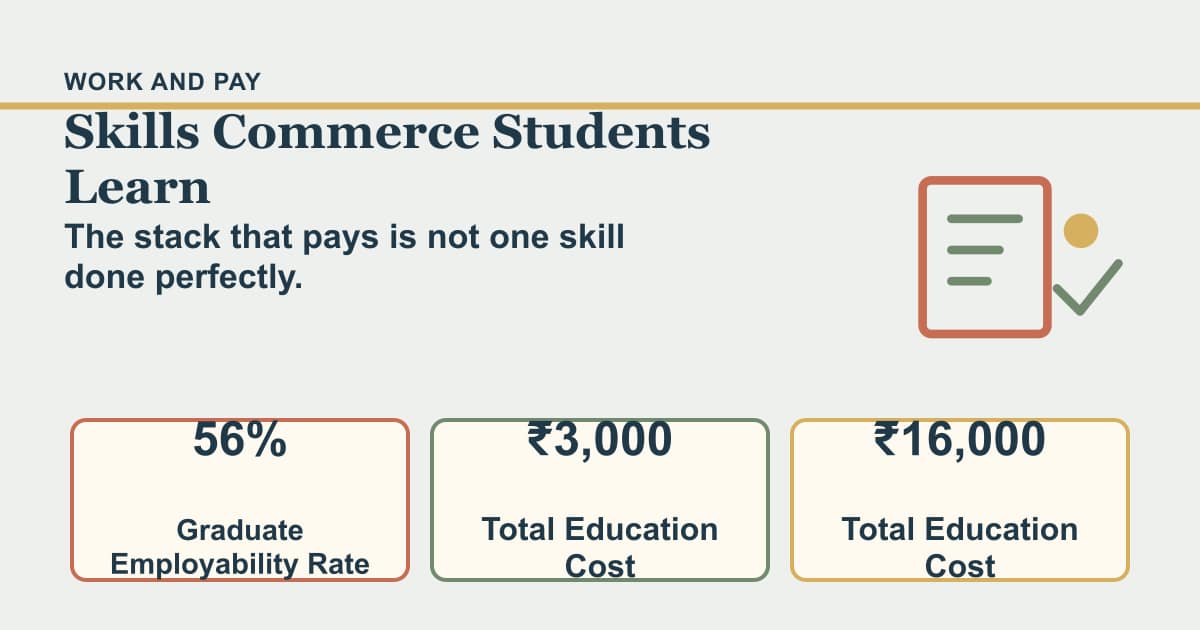 WORK AND PAY
Skills Commerce Students
Learn
The stack that pays is not one skill
done perfectly.
56%
Graduate
Employability Rate
₹3,000
Total Education
Cost
₹16,000
Total Education
Cost